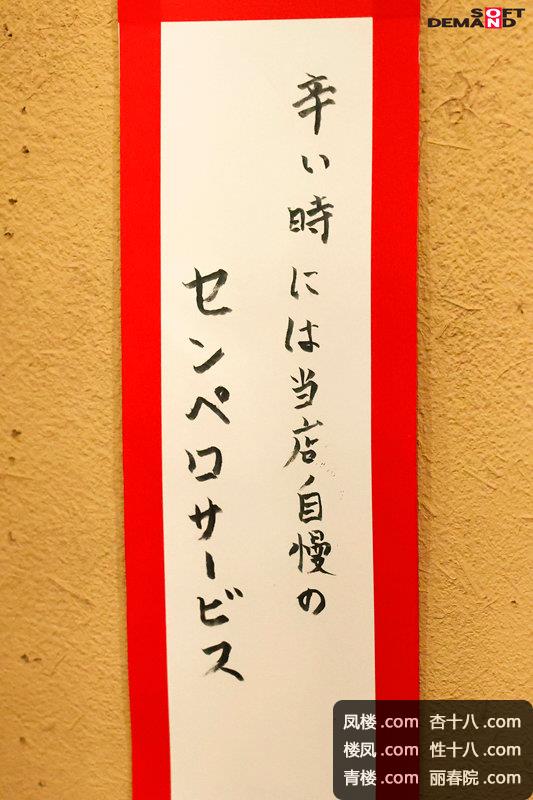 SOFT
DEMAND
辛い時には当店自慢の
センペロサービス
凤楼.com 杏十八.com
楼凤.com 性十八.com
青楼.com 丽春院.com